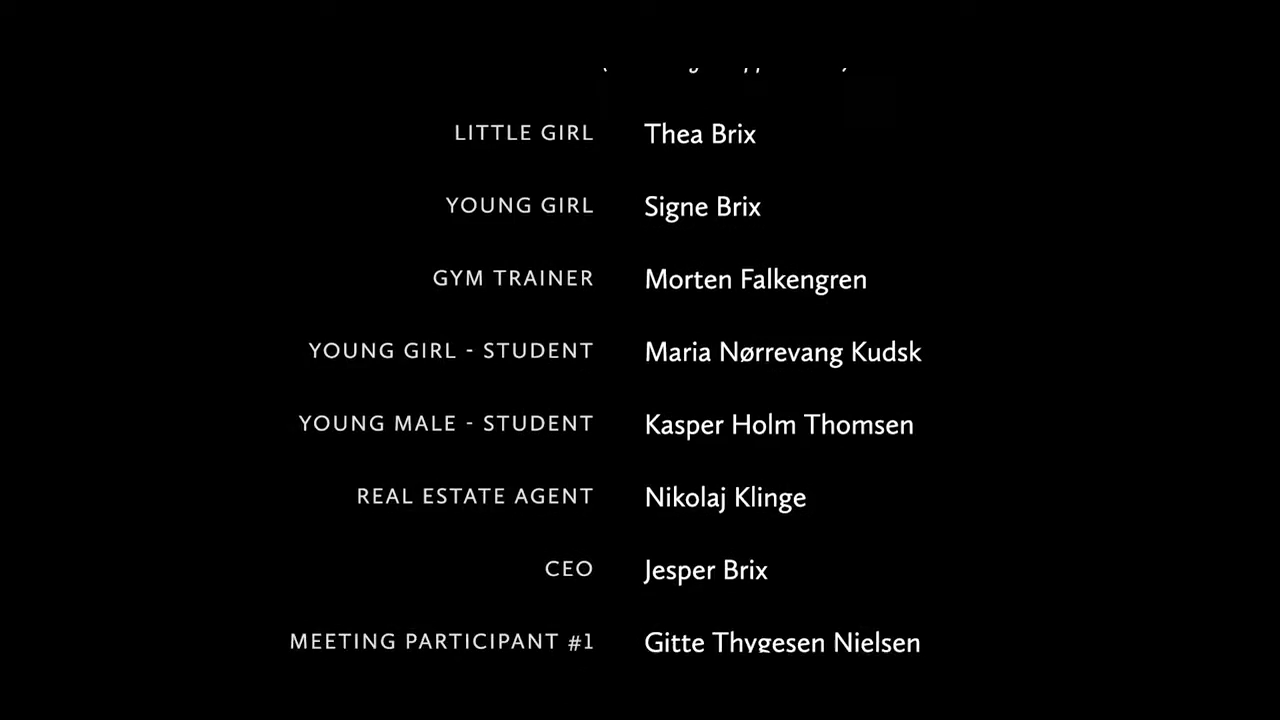 LITTLE GIRL Thea Brix
YOUNG GIRL Signe Brix
GYM TRAINER Morten Falkengren
YOUNG GIRL - STUDENT Maria Nørrevang Kudsk
YOUNG MALE - STUDENT Kasper Holm Thomsen
REAL ESTATE AGENT Nikolaj Klinge
CEO Jesper Brix
MEETING PARTICIPANT #1 Gitte Thygesen Nielsen